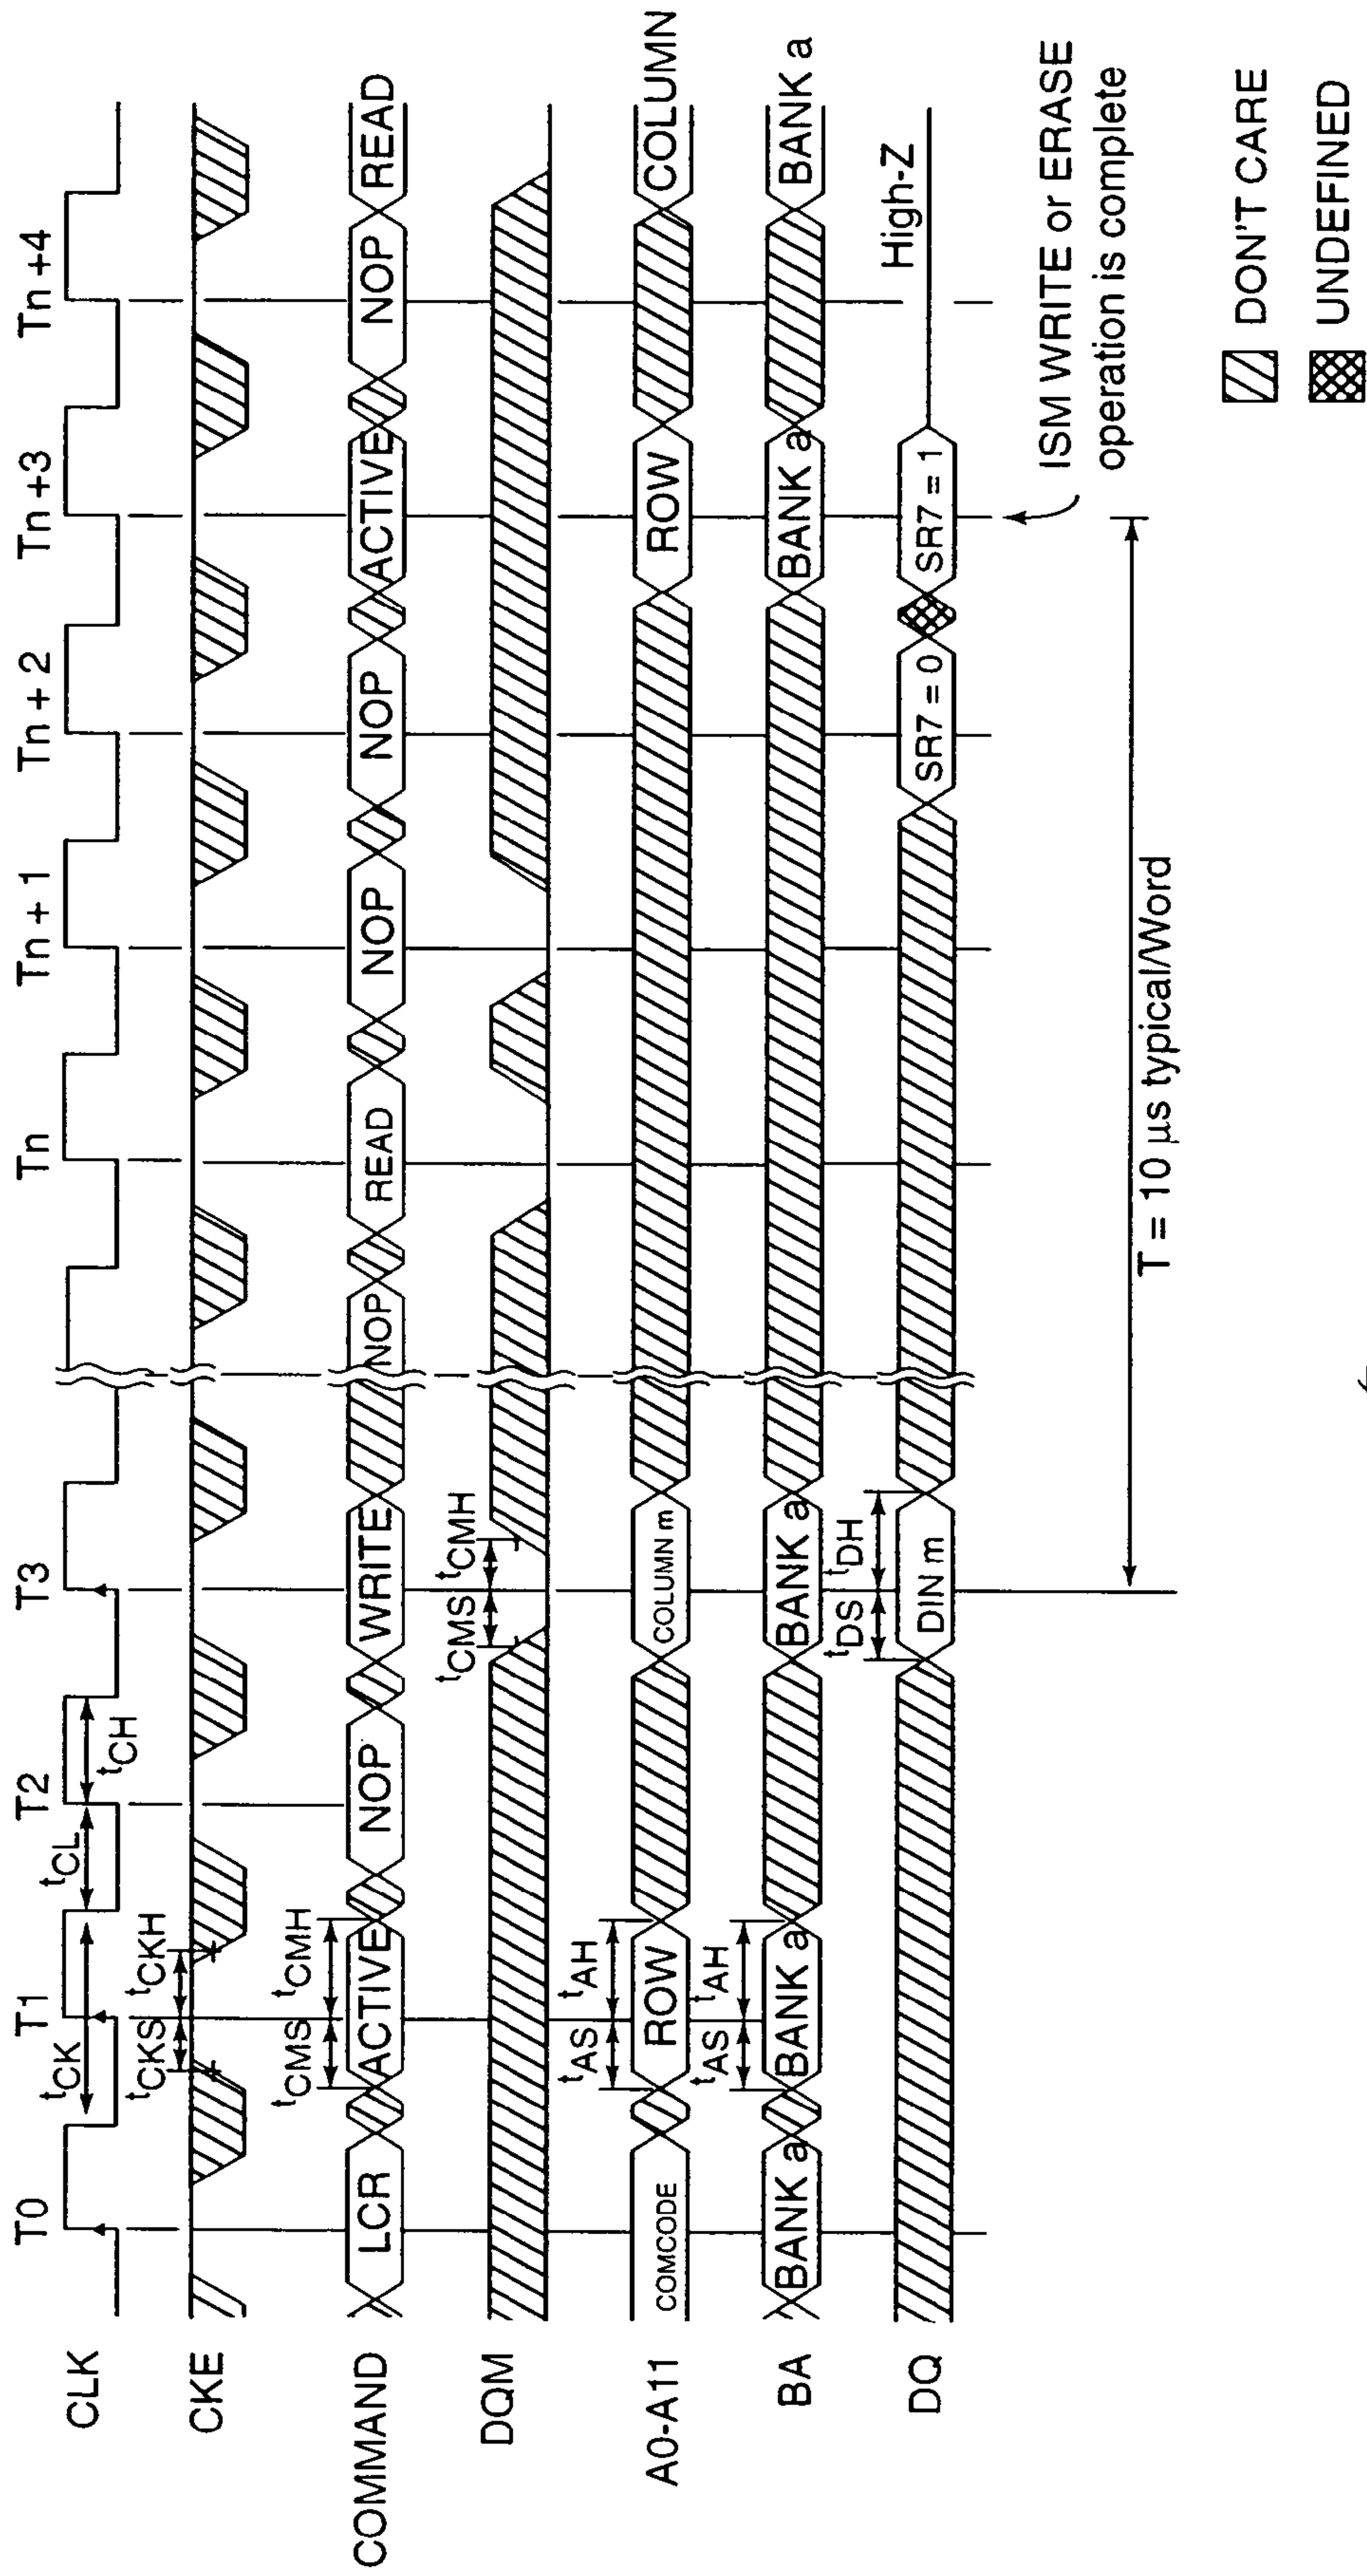 T0 T1 T2 T3 Tn Tn + 1 Tn + 2 Tn +3 Tn +4
CLK tCK tCL tCH
CKE tCKS tCKH
tCMS tCMH
COMMAND LCR ACTIVE NOP WRITE NOP READ NOP NOP ACTIVE NOP READ
tCMS tCMH
DQM
tAS tAH
A0-A11 COMCODE ROW COLUMN m ROW COLUMN
tAS tAH
BA BANK a BANK a BANK a BANK a BANK a
tDS tDH
DQ DIN m SR7 = 0 SR7 = 1 High-Z
ISM WRITE or ERASE
operation is complete
T = 10 μs typical/Word
DON'T CARE
UNDEFINED